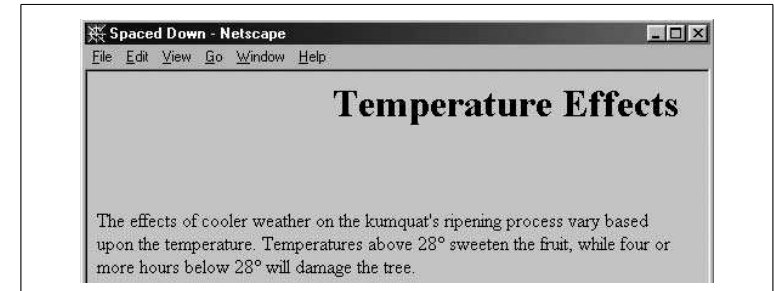 Spaced Down - Netscape
File Edit View Go Window Help
Temperature Effects
The effects of cooler weather on the kumquat's ripening process vary based
upon the temperature. Temperatures above 28° sweeten the fruit, while four or
more hours below 28° will damage the tree.